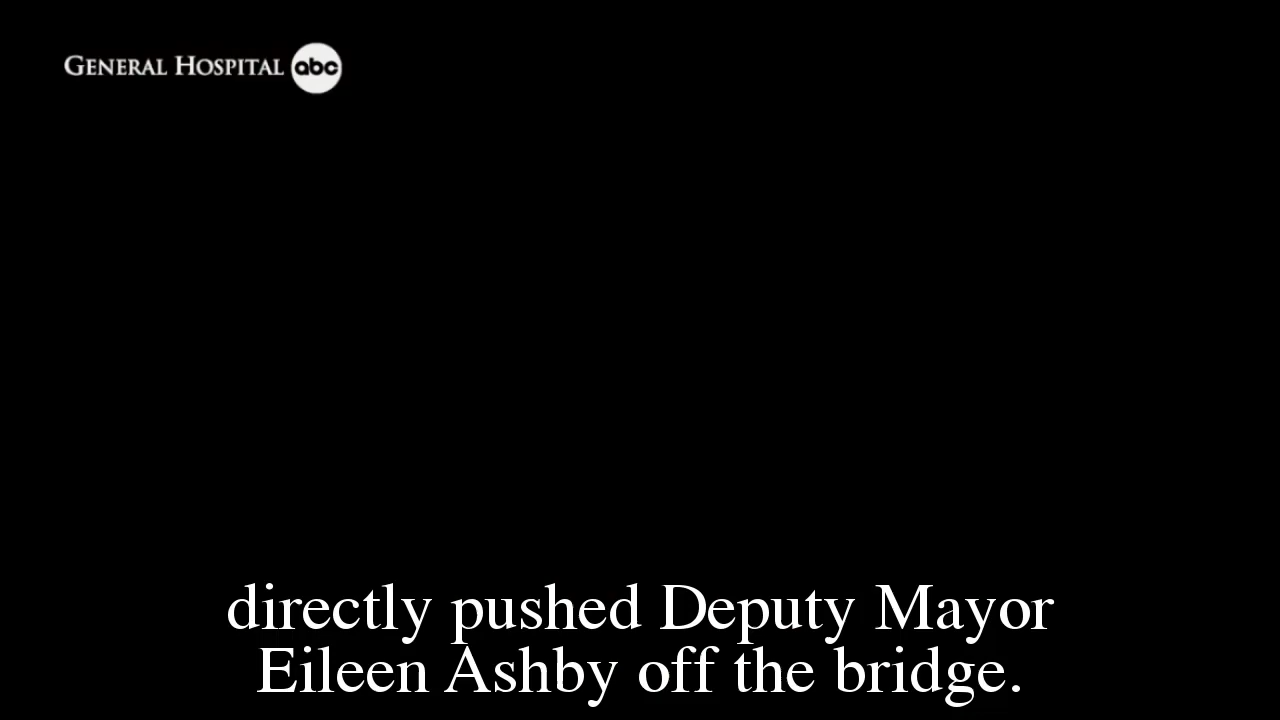 GENERAL HOSPITAL abc
directly pushed Deputy Mayor
Eileen Ashby off the bridge.